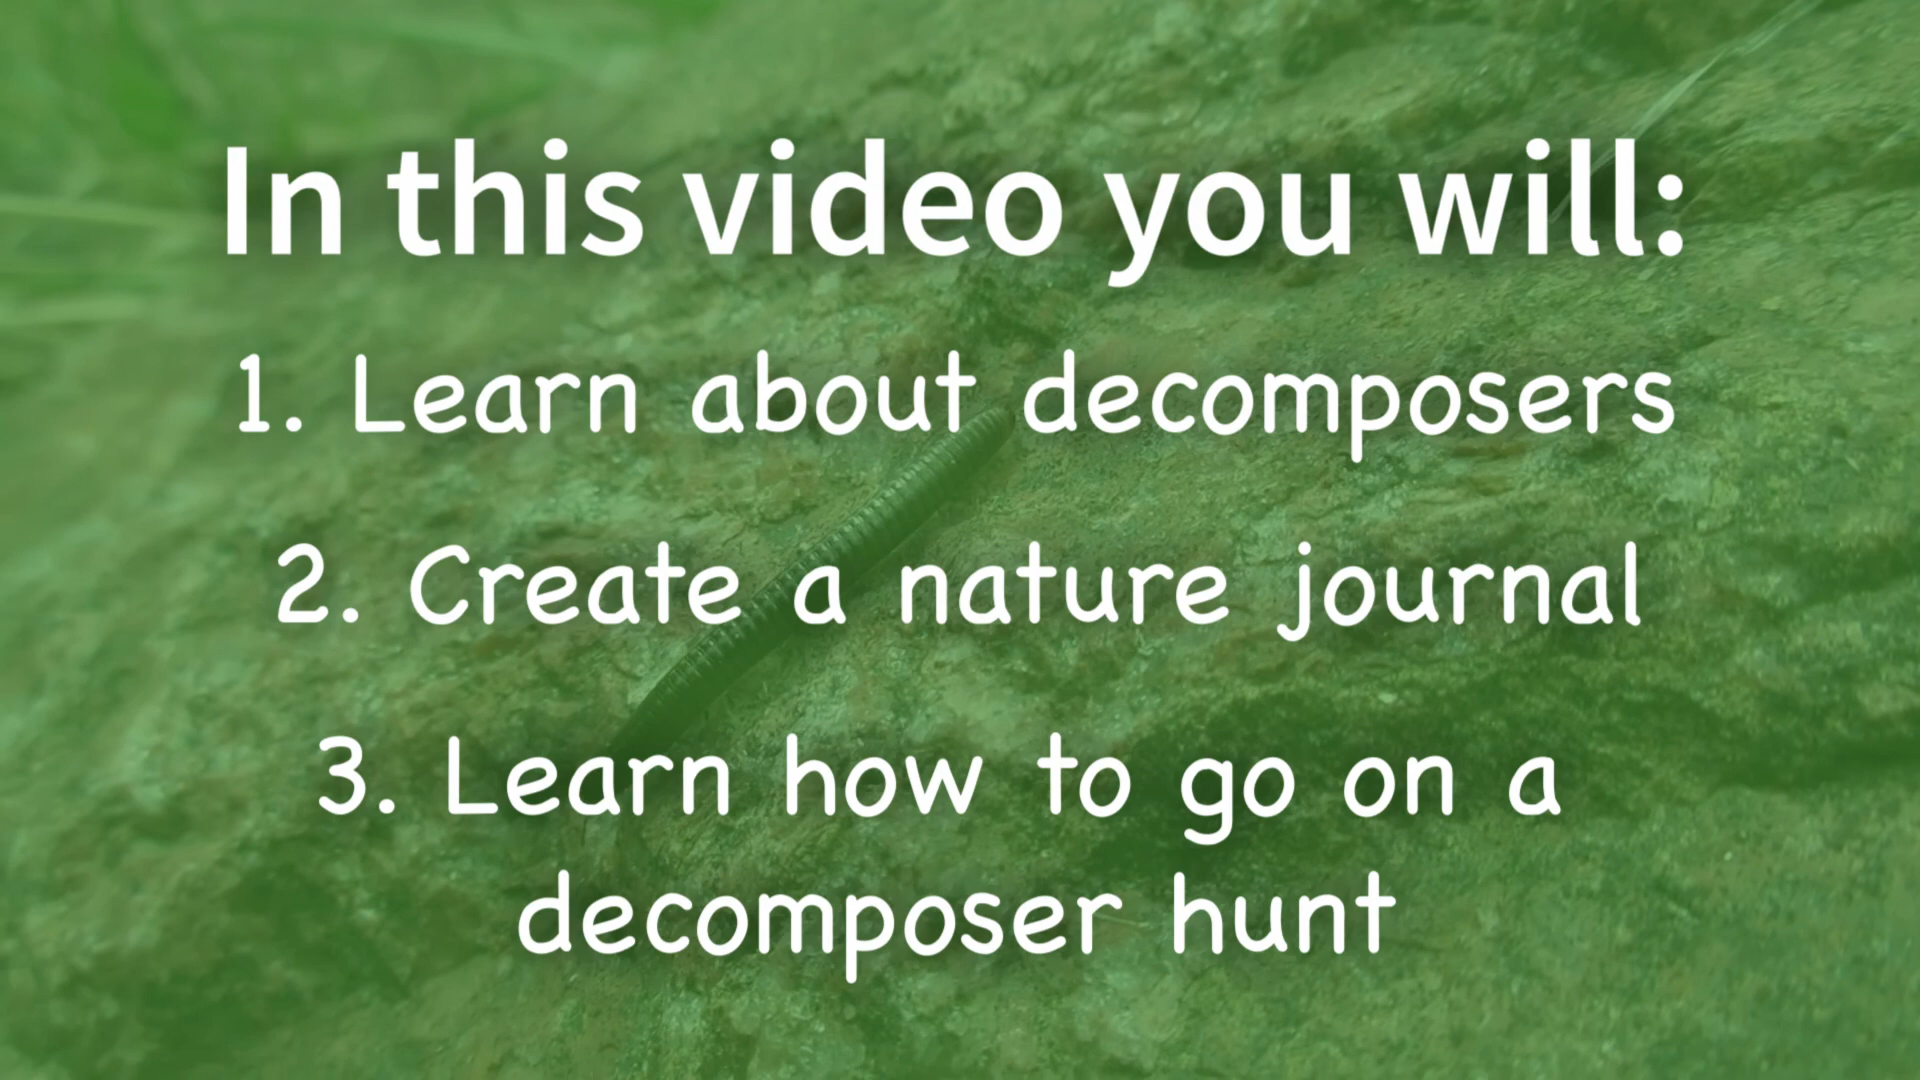 In this video you will:
1. Learn about decomposers
2. Create a nature journal
3. Learn how to go on a
decomposer hunt